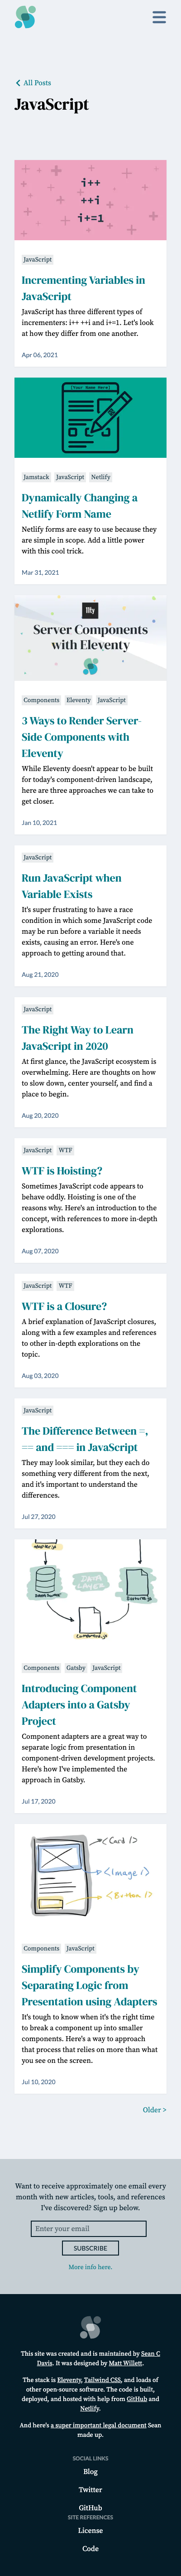 All Posts
JavaScript
i++
++i
i+=1
JavaScript
Incrementing Variables in
JavaScript
JavaScript has three different types of
incrementers: i++ ++i and i+=1. Let's look
at how they differ from one another.
Apr 06, 2021
[Your Name Here]
Jamstack JavaScript Netlify
Dynamically Changing a
Netlify Form Name
Netlify forms are easy to use because they
are simple in scope. Add a little power
with this cool trick.
Mar 31, 2021
11ty
Server Components
with Eleventy
Components Eleventy JavaScript
3 Ways to Render Server-
Side Components with
Eleventy
While Eleventy doesn't appear to be built
for today's component-driven landscape,
here are three approaches we can take to
get closer.
Jan 10, 2021
JavaScript
Run JavaScript when
Variable Exists
It's super frustrating to have a race
condition in which some JavaScript code
may be run before a variable it needs
exists, causing an error. Here's one
approach to getting around that.
Aug 21, 2020
JavaScript
The Right Way to Learn
JavaScript in 2020
At first glance, the JavaScript ecosystem is
overwhelming. Here are thoughts on how
to slow down, center yourself, and find a
place to begin.
Aug 20, 2020
JavaScript WTF
WTF is Hoisting?
Sometimes JavaScript code appears to
behave oddly. Hoisting is one of the
reasons why. Here's an introduction to the
concept, with references to more in-depth
explorations.
Aug 07, 2020
JavaScript WTF
WTF is a Closure?
A brief explanation of JavaScript closures,
along with a few examples and references
to other in-depth explorations on the
topic.
Aug 03, 2020
JavaScript
The Difference Between =,
== and === in JavaScript
They may look similar, but they each do
something very different from the next,
and it's important to understand the
differences.
Jul 27, 2020
DATA
LAYER
Components Gatsby JavaScript
Introducing Component
Adapters into a Gatsby
Project
Component adapters are a great way to
separate logic from presentation in
component-driven development projects.
Here's how I've implemented the
approach in Gatsby.
Jul 17, 2020
<Card/>
<Image/>
<Button/>
Components JavaScript
Simplify Components by
Separating Logic from
Presentation using Adapters
It's tough to know when it's the right time
to break a component up into smaller
components. Here's a way to approach
that process that relies on more than what
you see on the screen.
Jul 10, 2020
Older >
Want to receive approximately one email every
month with new articles, tools, and references
I've discovered? Sign up below.
Enter your email
SUBSCRIBE
More info here.
This site was created and is maintained by Sean C
Davis. It was designed by Matt Willett.
The stack is Eleventy, Tailwind CSS, and loads of
other open-source software. The code is built,
deployed, and hosted with help from GitHub and
Netlify.
And here's a super important legal document Sean
made up.
SOCIAL LINKS
Blog
Twitter
GitHub
SITE REFERENCES
License
Code